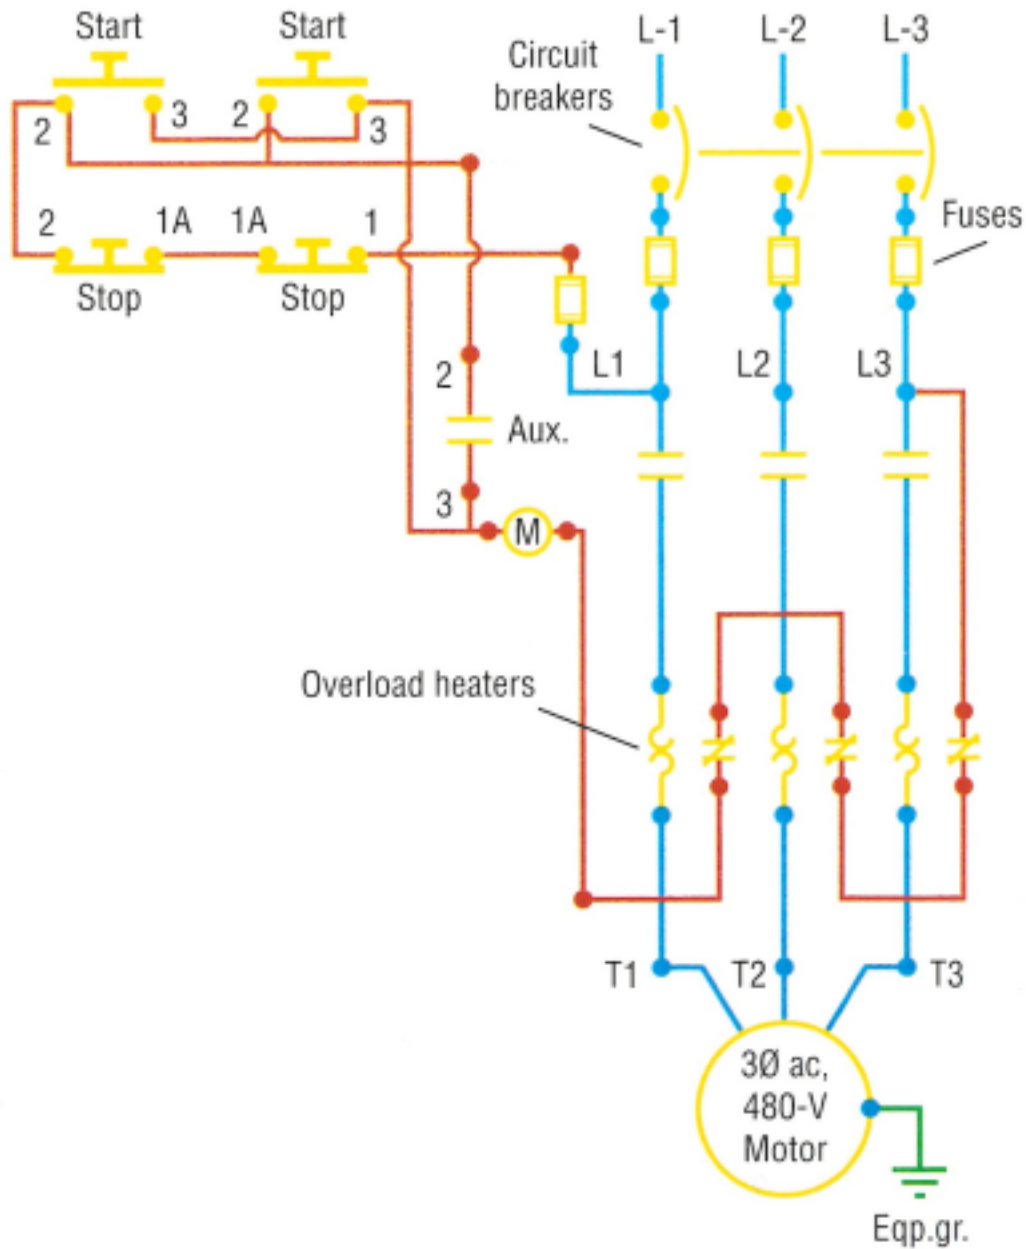 Start
Start
L-1
L-2
L-3
Circuit
breakers
2
3
2
3
Fuses
2
1A
1A
1
Stop
Stop
L1
L2
L3
2
Aux.
3
M
Overload heaters
T1
T2
T3
3Ø ac,
480-V
Motor
Eqp.gr.